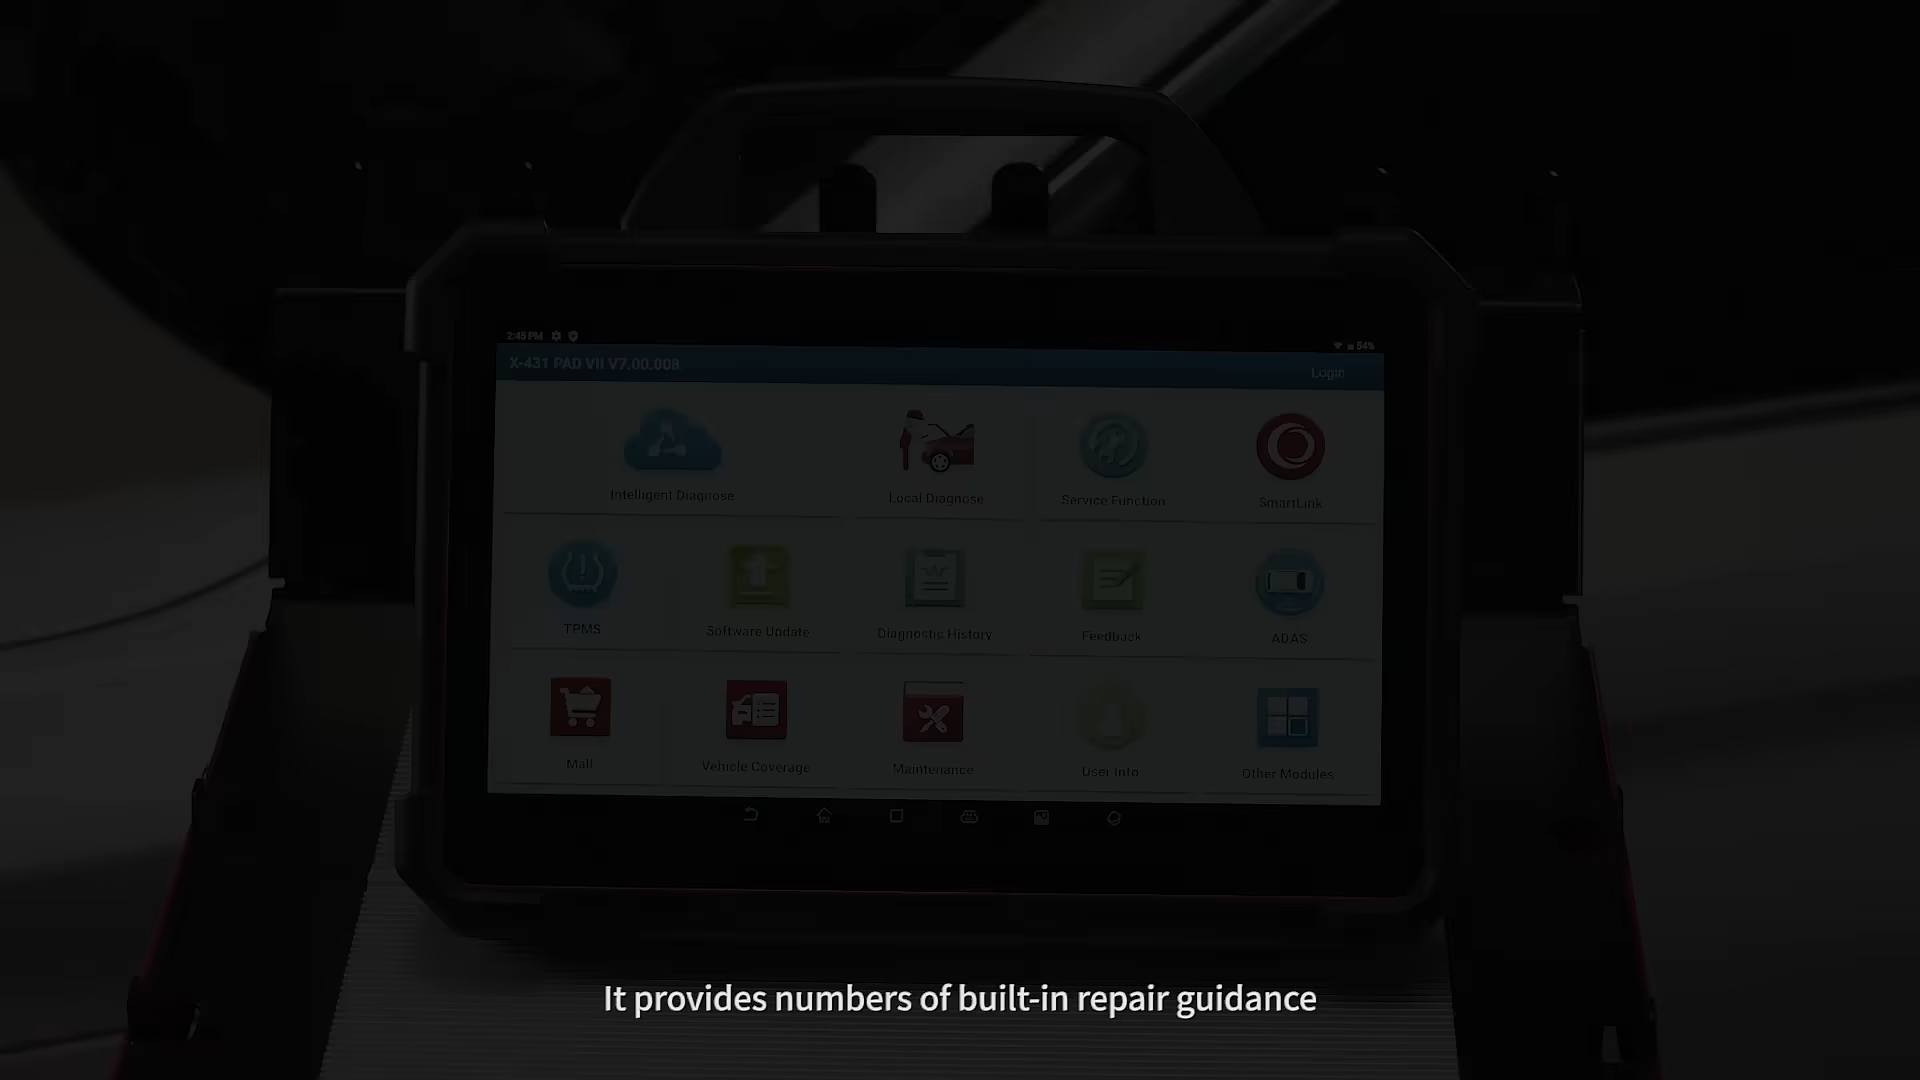 2:45 PM
54%
X-431 PAD VII V7.00.008
Login
Intelligent Diagnose
Local Diagnose
Service Function
SmartLink
TPMS
Software Update
Diagnostic History
Feedback
ADAS
Mall
Vehicle Coverage
Maintenance
User Info
Other Modules
It provides numbers of built-in repair guidance